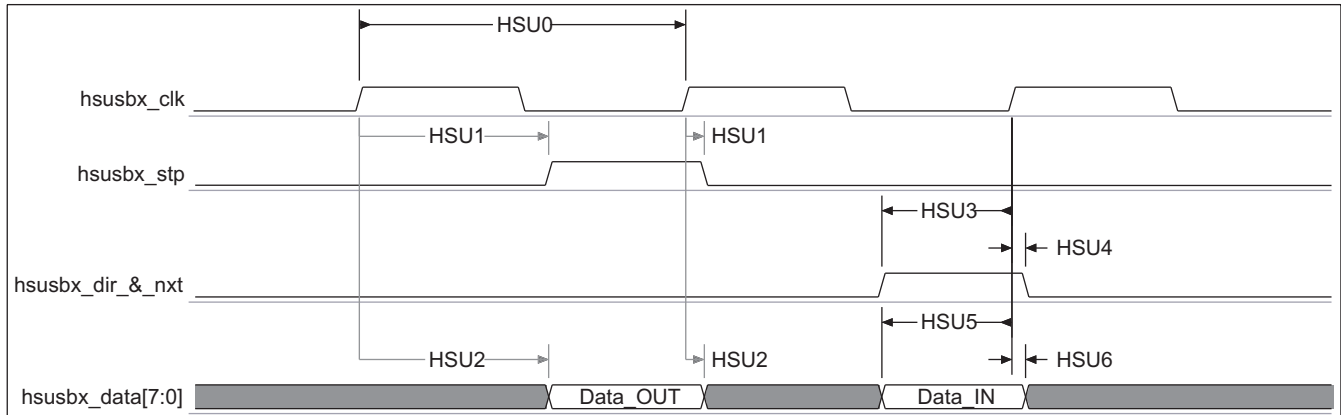 HSU0
hsusbx_clk
HSU1 HSU1
hsusbx_stp
HSU3
HSU4
hsusbx_dir_&_nxt
HSU5
HSU2 HSU2 HSU6
hsusbx_data[7:0] Data_OUT Data_IN